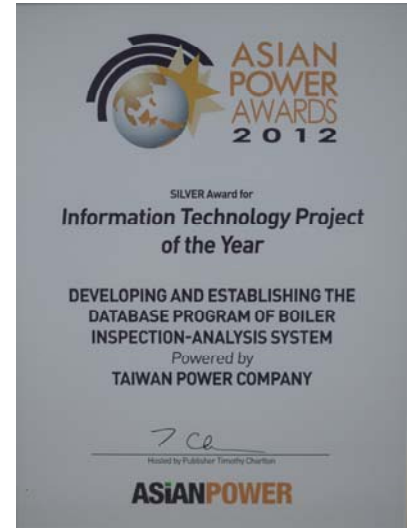 ASIAN
POWER
AWARDS
2012
SILVER Award for
Information Technology Project
of the Year
DEVELOPING AND ESTABLISHING THE
DATABASE PROGRAM OF BOILER
INSPECTION-ANALYSIS SYSTEM
Powered by
TAIWAN POWER COMPANY
Hosted by Publisher Timothy Charlton
ASiANPOWER